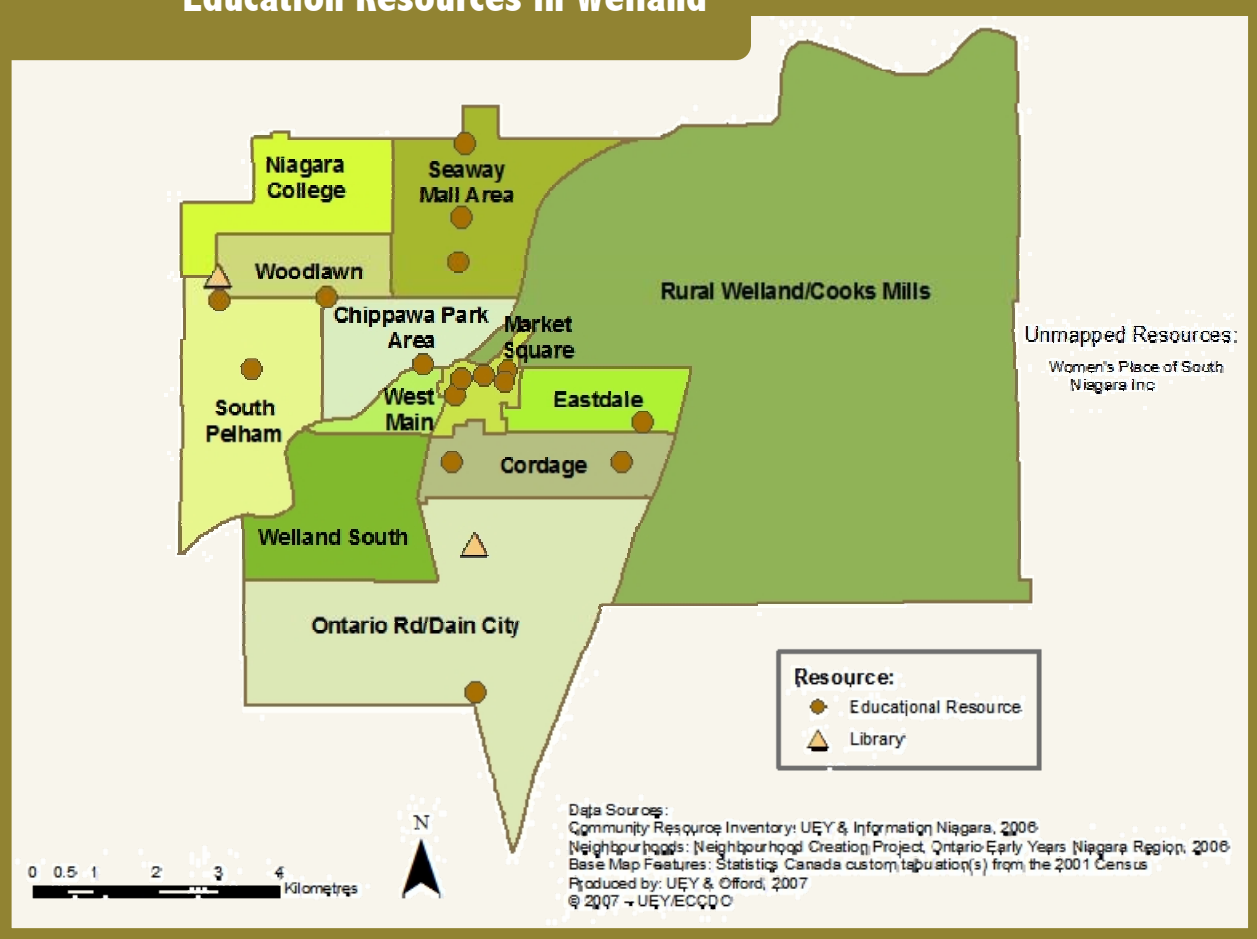 Education Resources in Welland
Niagara
College
Seaway
Mall Area
Woodlawn
Rural Welland/Cooks Mills
Chippawa Park
Area
Market
Square
Unmapped Resources:
Women's Place of South
Niagara Inc
West
Main
Eastdale
South
Pelham
Cordage
Welland South
Ontario Rd/Dain City
Resource:
Educational Resource
Library
N
0 0.5 1 2 3 4
Kilometres
Data Sources:
Community Resource Inventory: UEY & Information Niagara, 2006
Neighbourhoods: Neighbourhood Creation Project, Ontario Early Years Niagara Region, 2006
Base Map Features: Statistics Canada custom tabulation(s) from the 2001 Census
Produced by: UEY & Offord, 2007
© 2007 – UEY/ECCDC